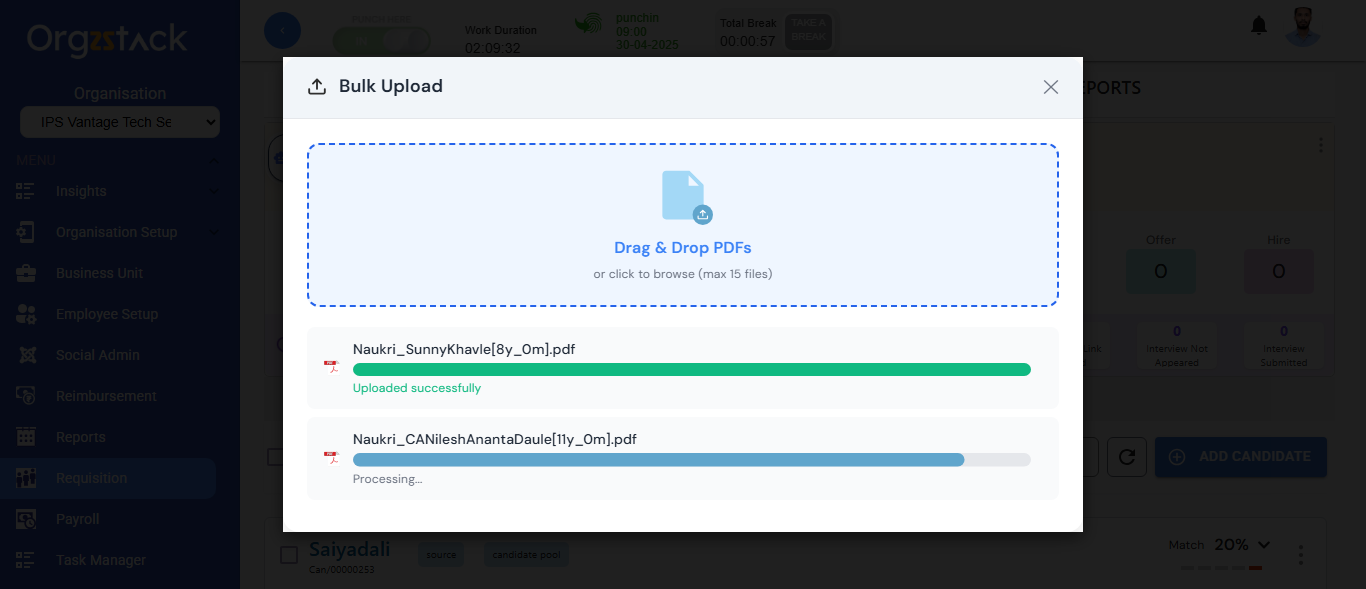 Orgzstack
PUNCH HERE
Work Duration
02:09:32
punchin
09:00
30-04-2025
Total Break
00:00:57
TAKE A
BREAK
Organisation
IPS Vantage Tech Se
MENU
Insights
Organisation Setup
Business Unit
Employee Setup
Social Admin
Reimbursement
Reports
Requisition
Payroll
Task Manager
Bulk Upload
Drag & Drop PDFs
or click to browse (max 15 files)
Naukri_SunnyKhavle[8y_0m].pdf
Uploaded successfully
Naukri_CANileshAnantaDaule[11y_0m].pdf
Processing...
EPORTS
Offer
Hire
0
0
0
0
Link
Interview Not
Appeared
Interview
Submitted
ADD CANDIDATE
Saiyadali
source
candidate pool
Can/00000253
Match
20%